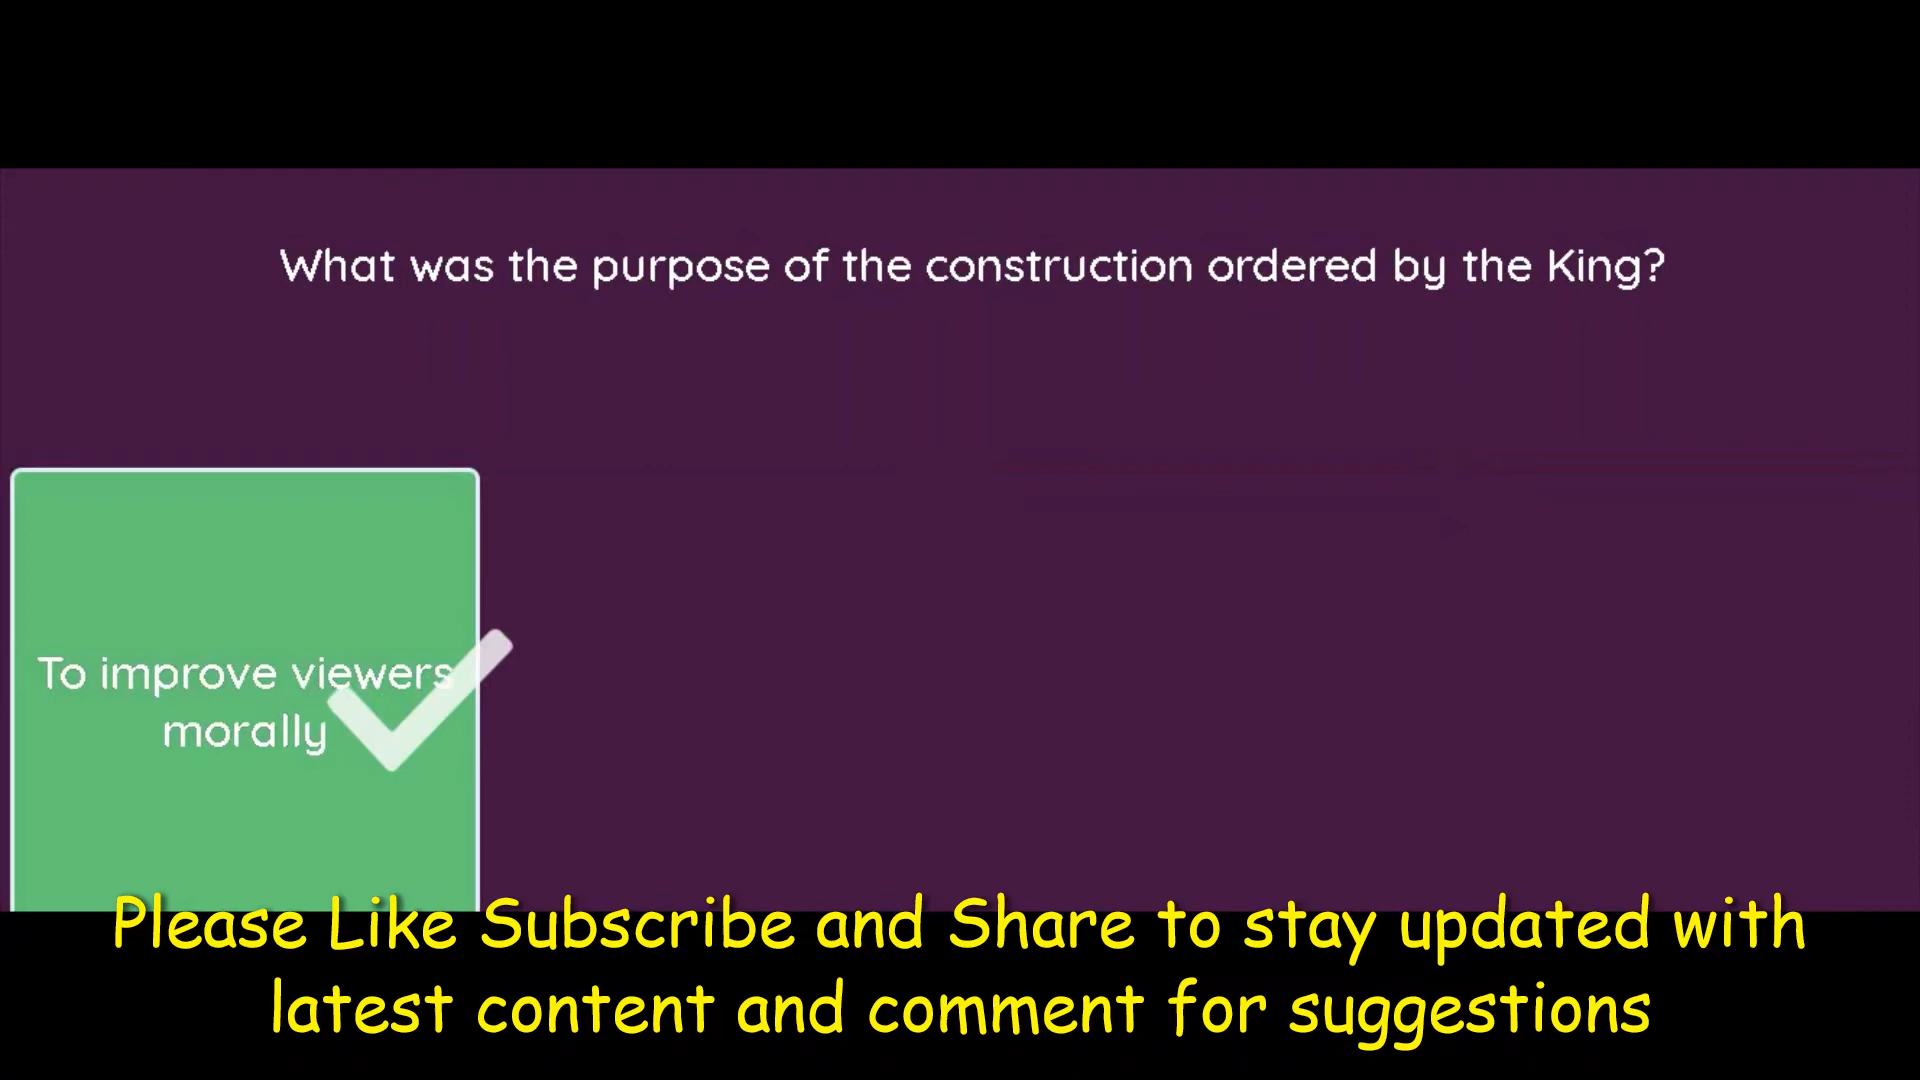 What was the purpose of the construction ordered by the King?
To improve viewers
morally
Please Like Subscribe and Share to stay updated with
latest content and comment for suggestions